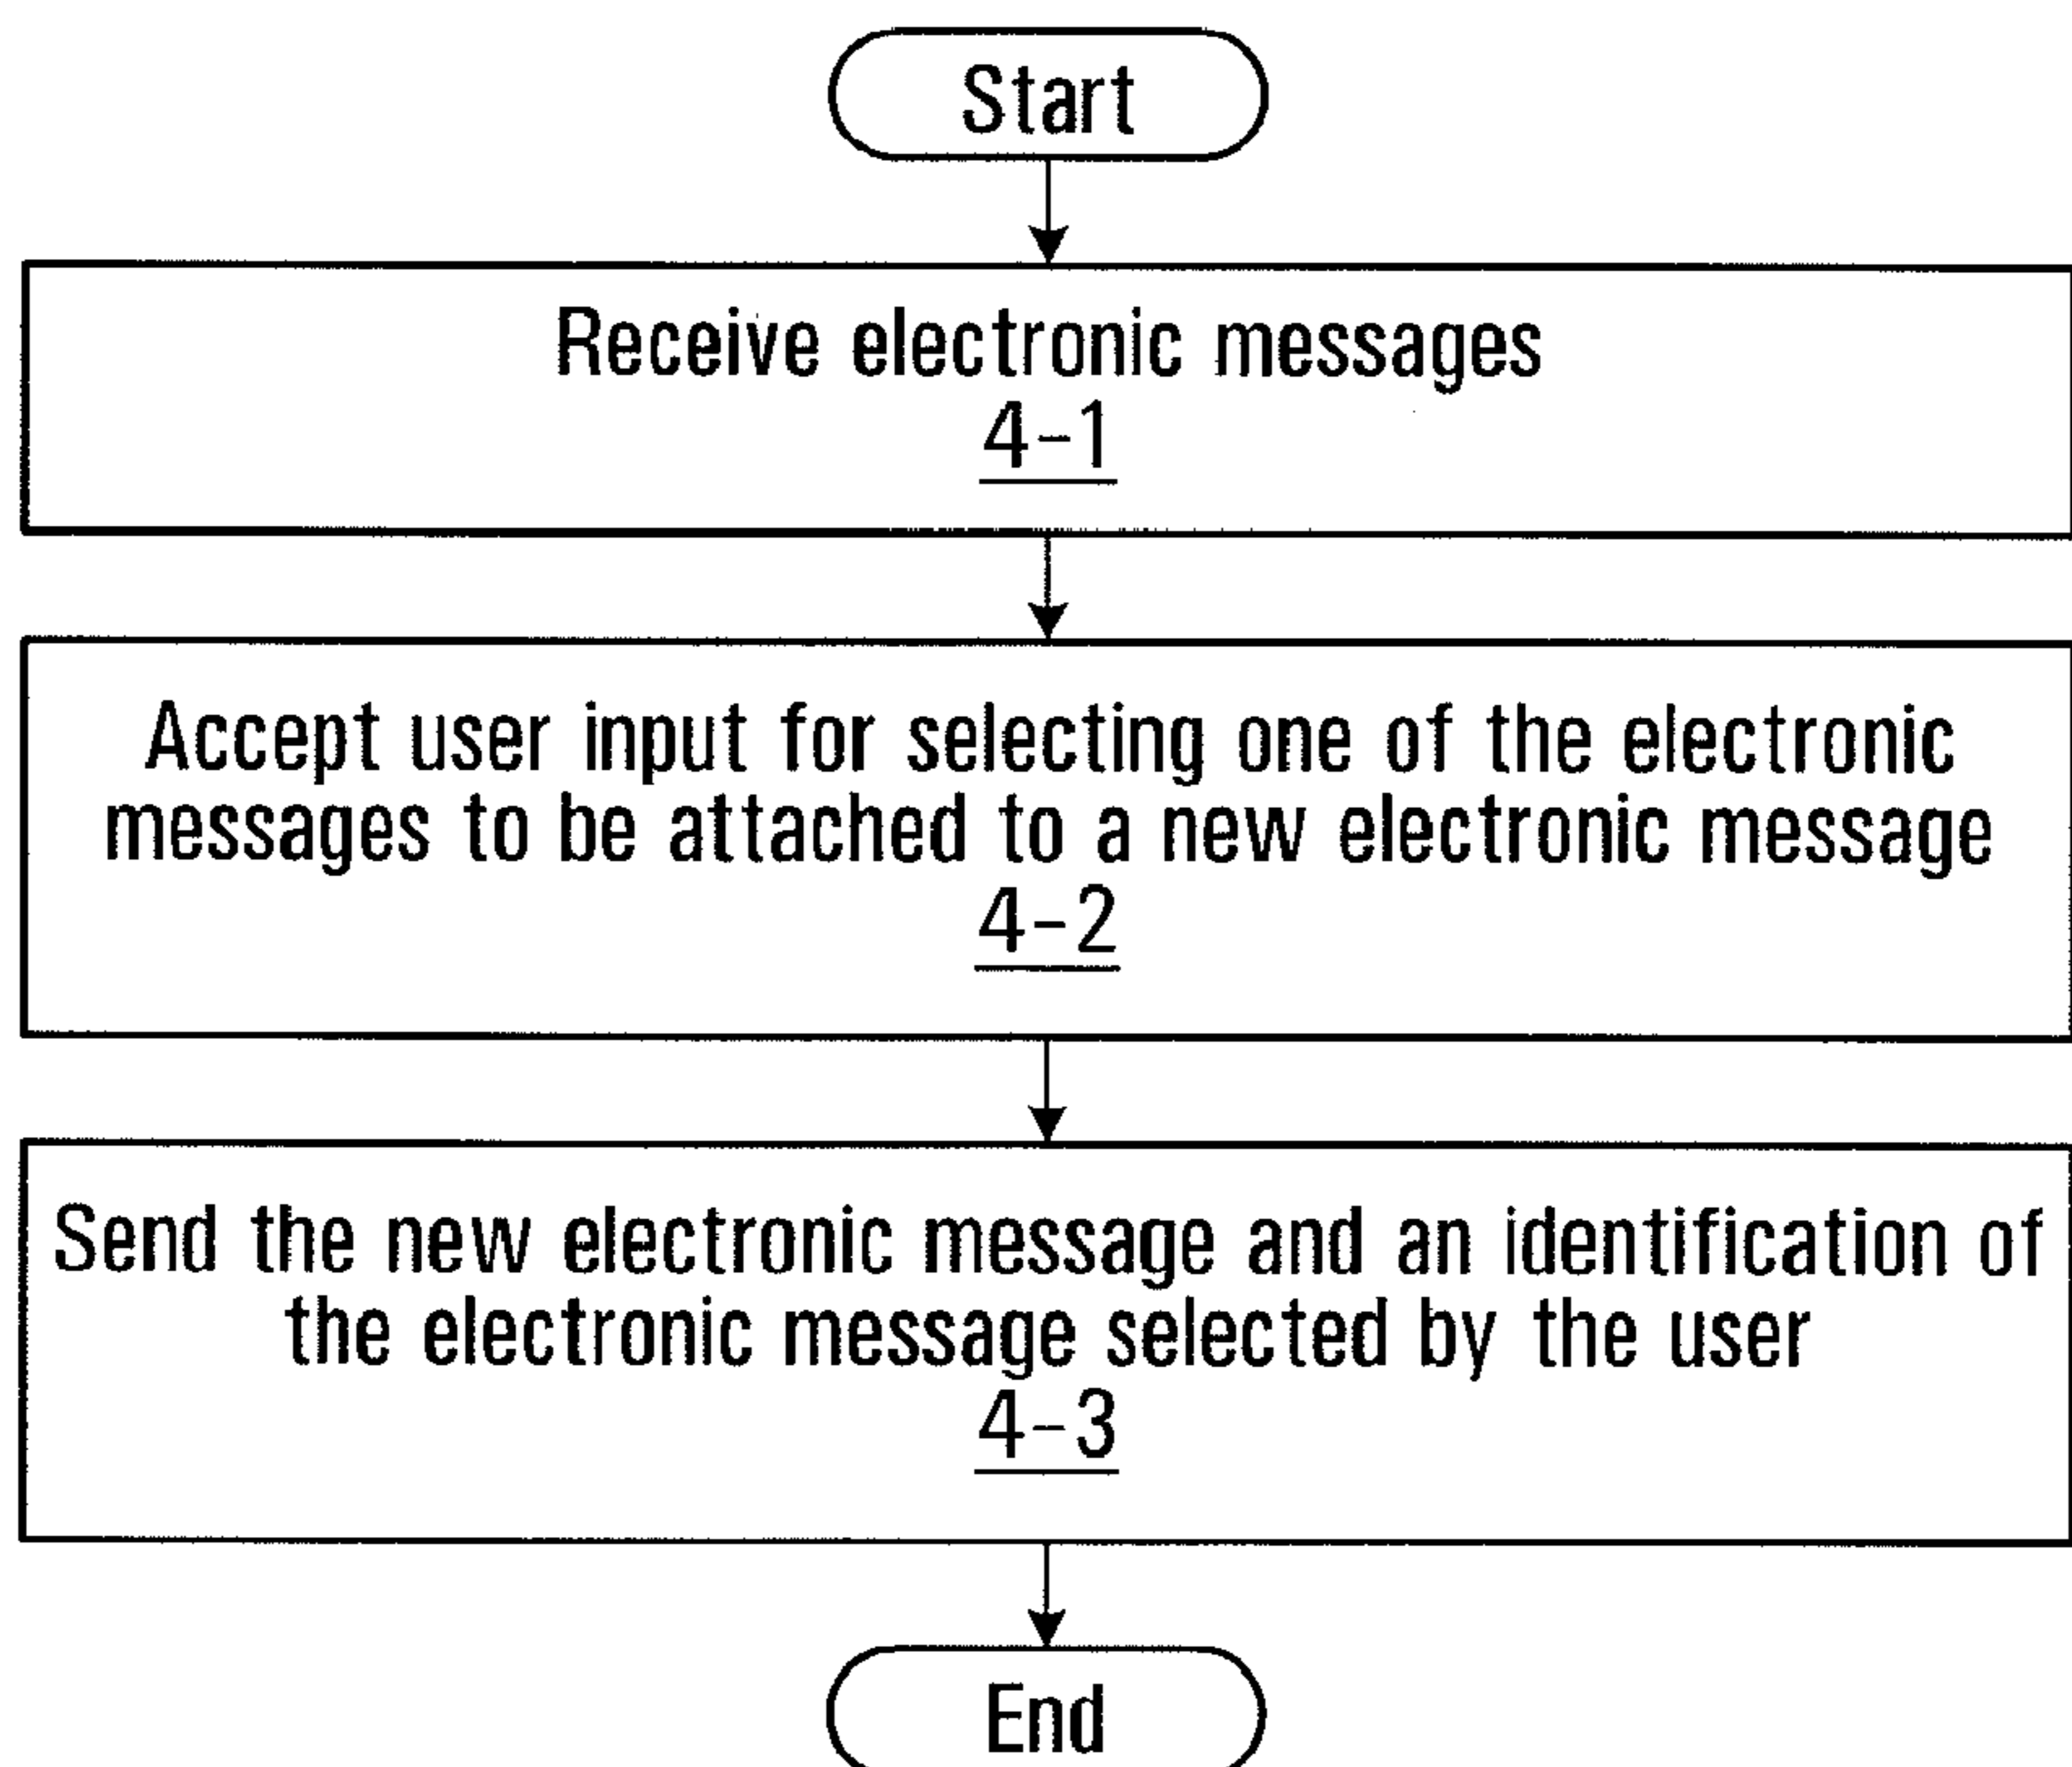 Start
Receive electronic messages
4-1
Accept user input for selecting one of the electronic
messages to be attached to a new electronic message
4-2
Send the new electronic message and an identification of
the electronic message selected by the user
4-3
End